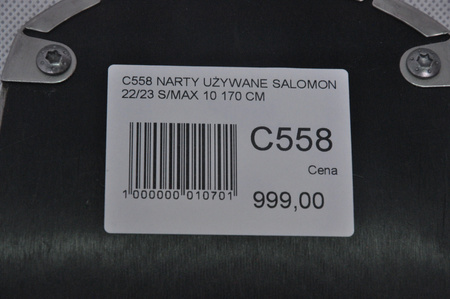 C558 NARTY UŻYWANE SALOMON
22/23 S/MAX 10 170 CM
C558
Cena
999,00
1 000000 010701